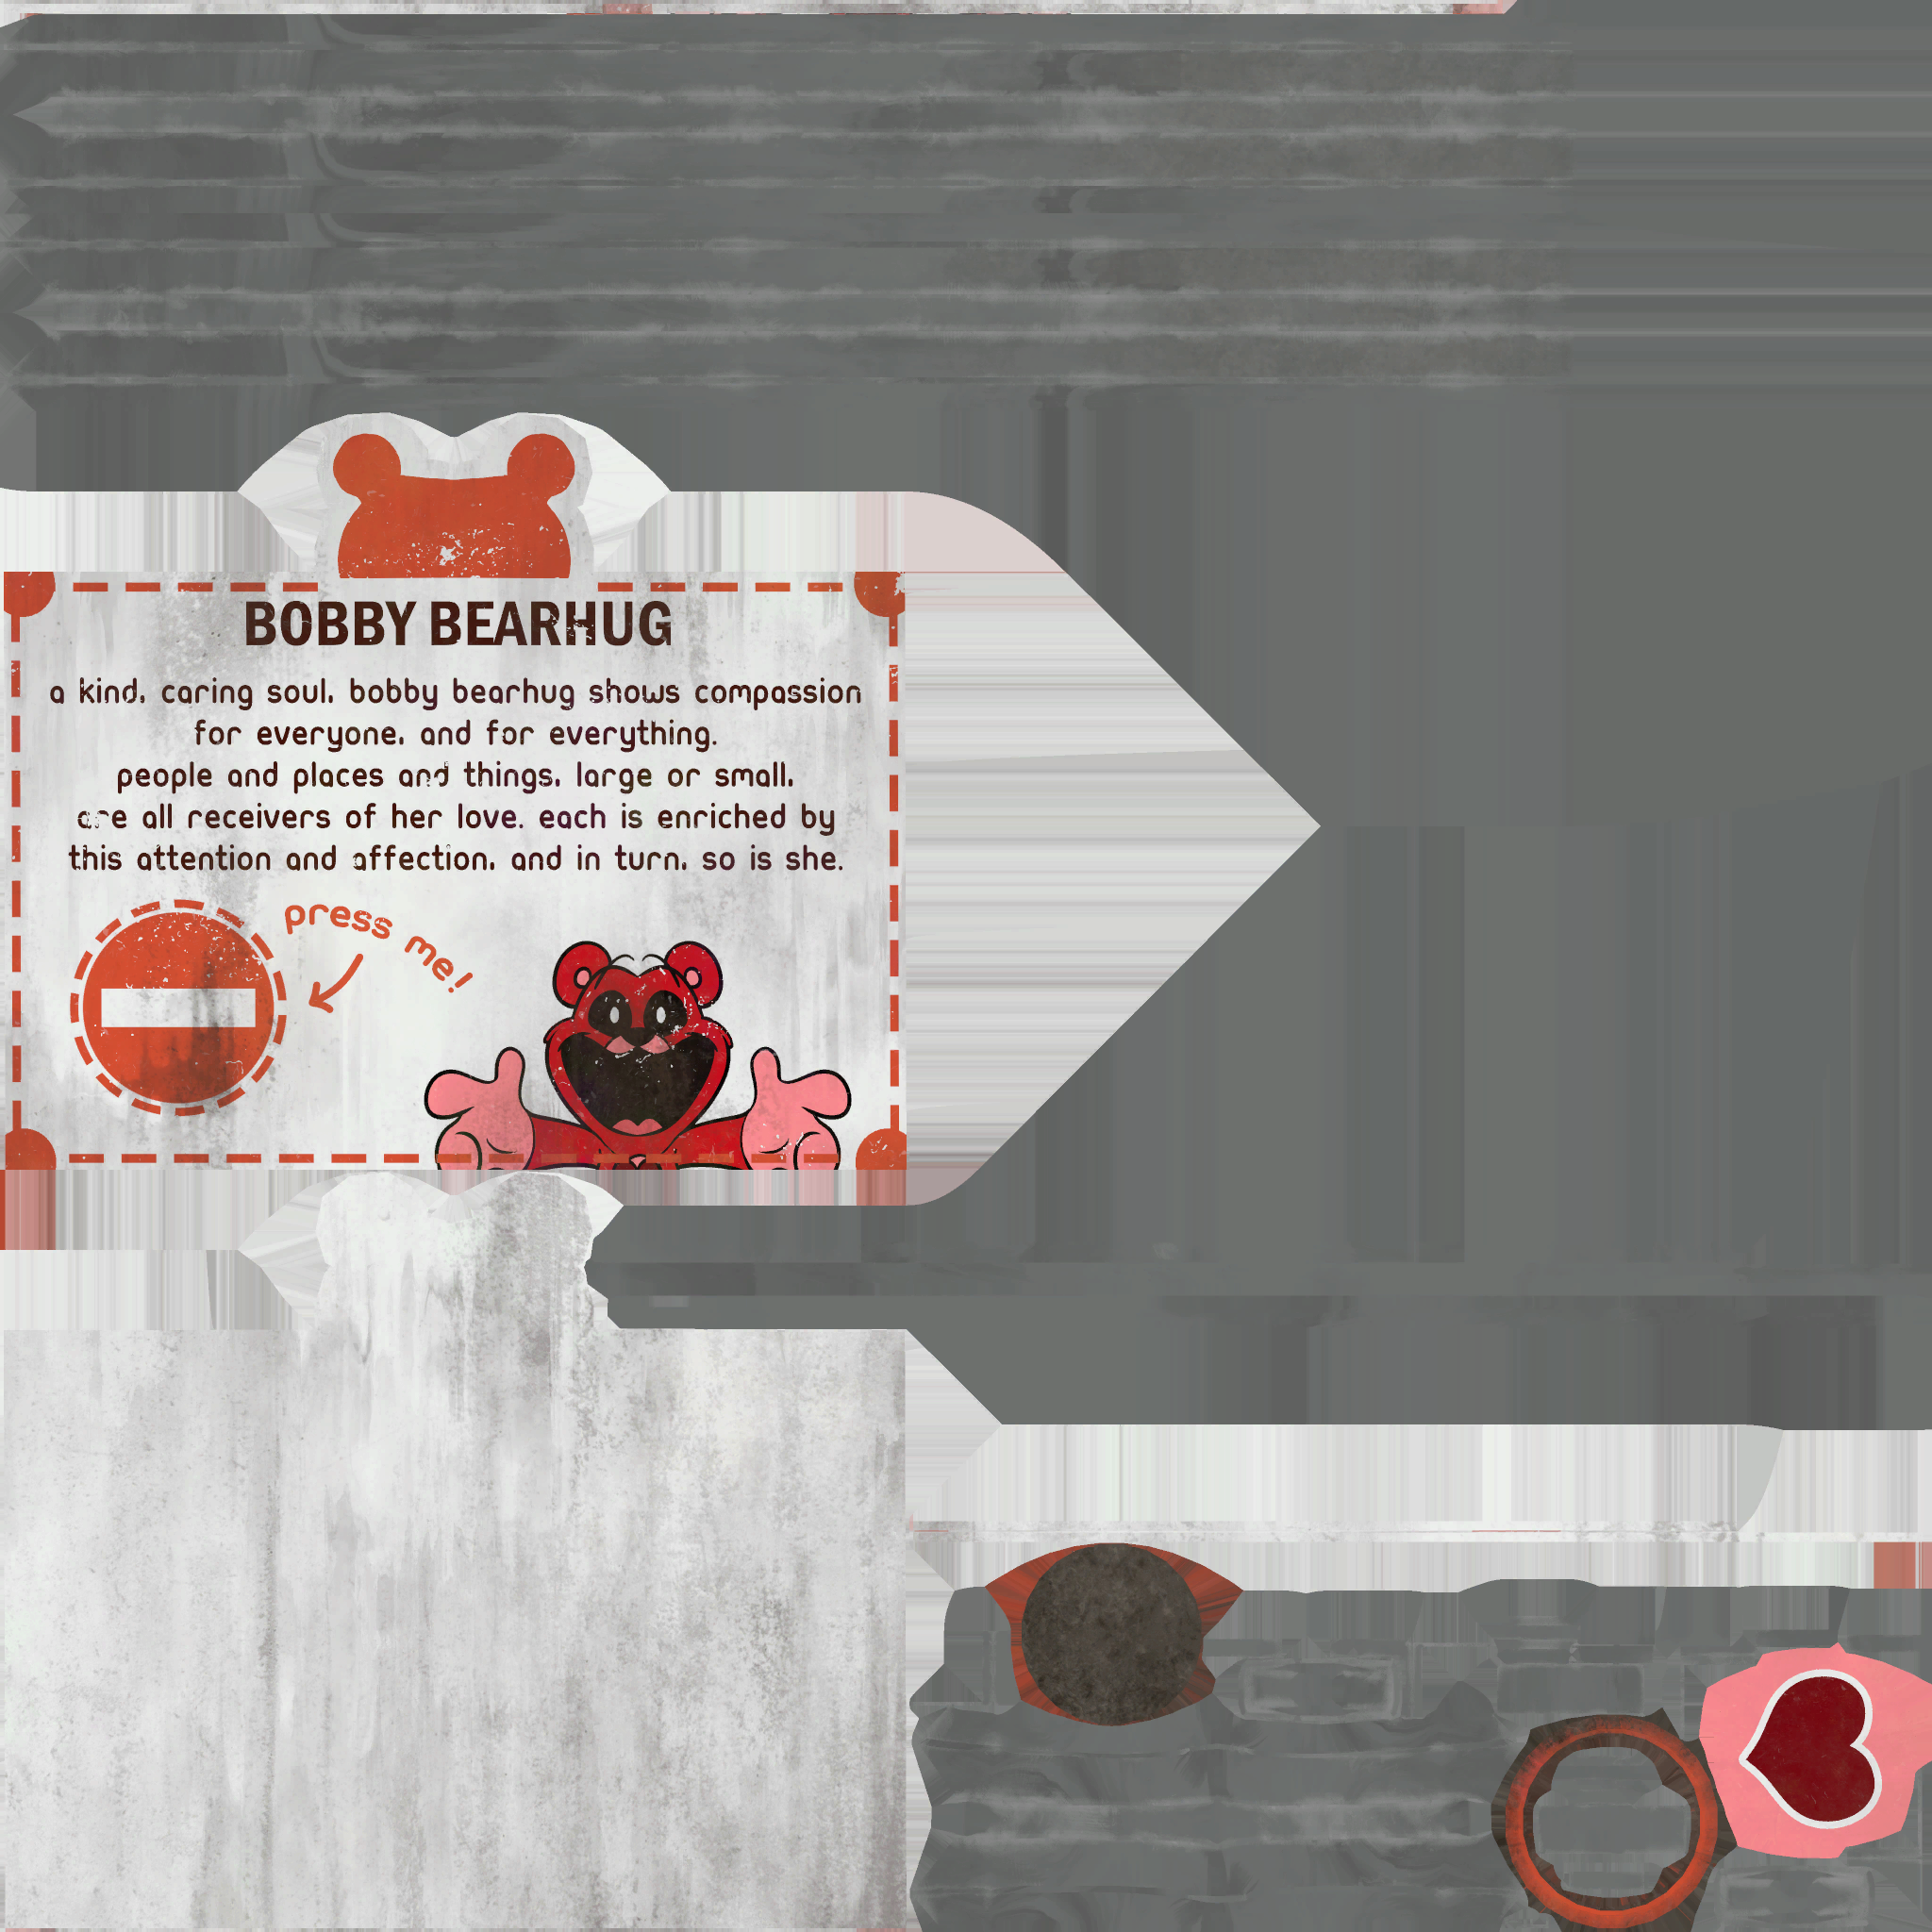 BOBBY BEARHUG
a kind, caring soul, bobby bearhug shows compassion
for everyone, and for everything.
people and places and things, large or small,
are all receivers of her love. each is enriched by
this attention and affection, and in turn, so is she.
press me!